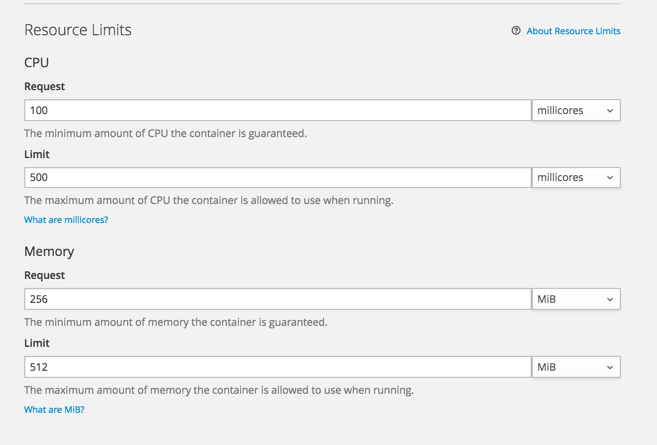 Resource Limits
About Resource Limits
CPU
Request
100
millicores
The minimum amount of CPU the container is guaranteed.
Limit
500
millicores
The maximum amount of CPU the container is allowed to use when running.
What are millicores?
Memory
Request
256
MiB
The minimum amount of memory the container is guaranteed.
Limit
512
MiB
The maximum amount of memory the container is allowed to use when running.
What are MiB?